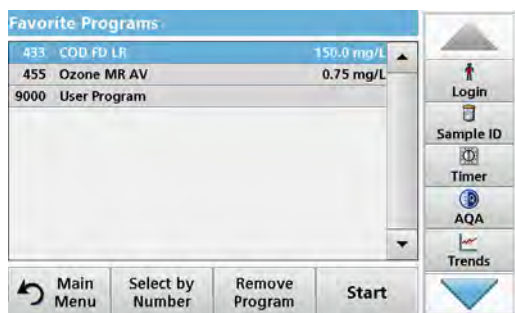 Favorite Programs
433 COD FD LR 150.0 mg/L
455 Ozone MR AV 0.75 mg/L
9000 User Program
Login
Sample ID
Timer
AQA
Trends
Main Menu
Select by Number
Remove Program
Start